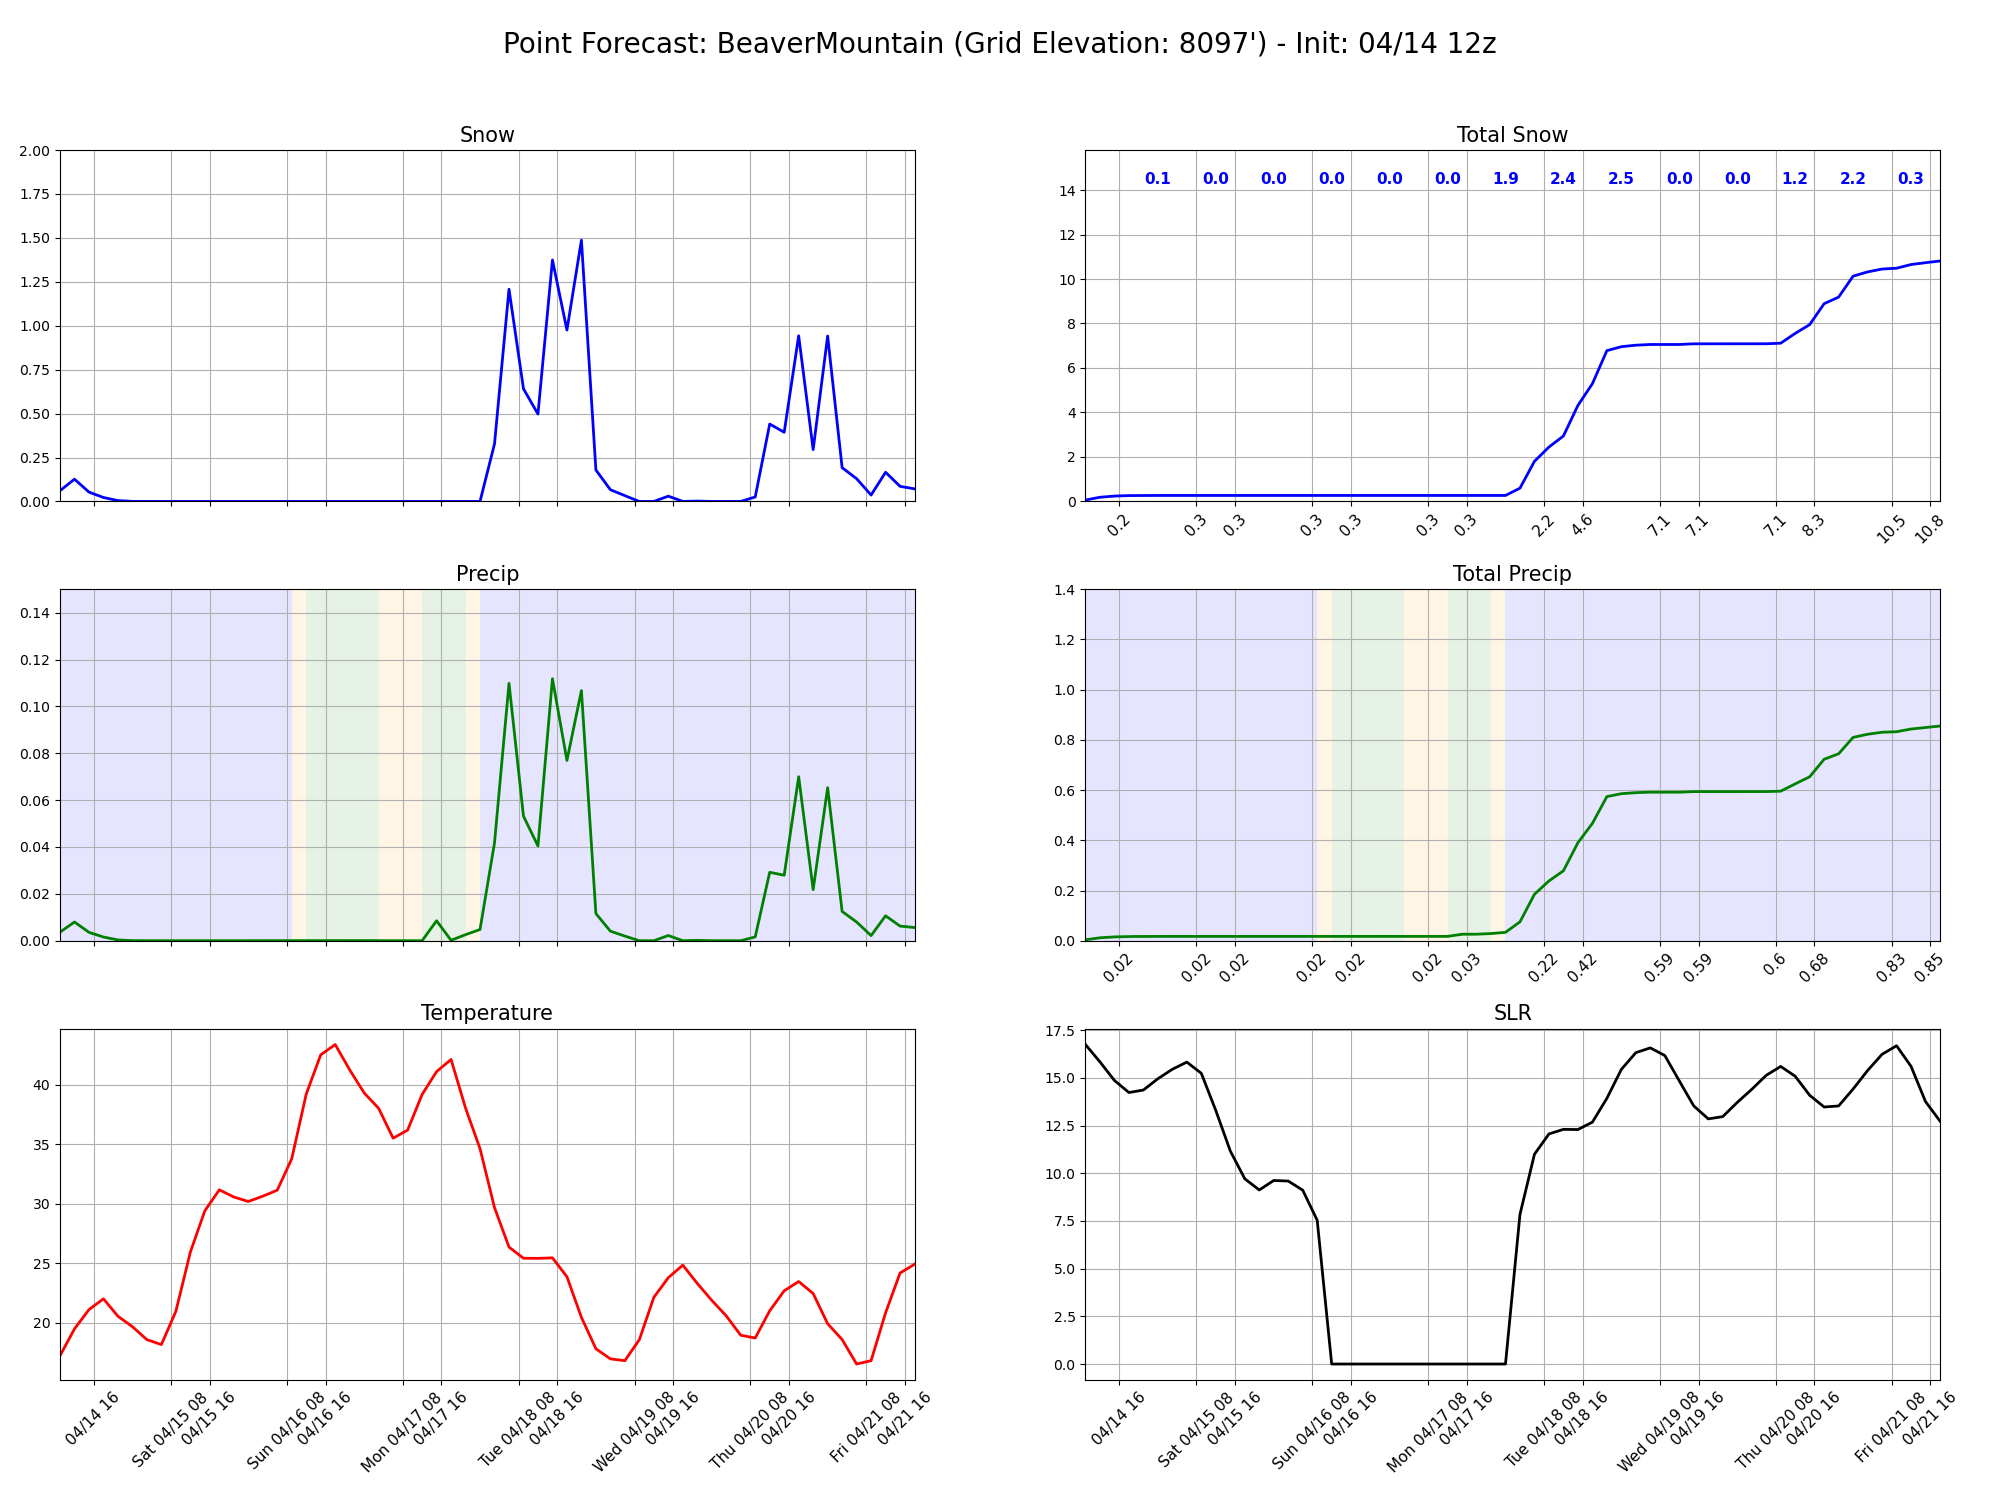 Point Forecast: BeaverMountain (Grid Elevation: 8097') - Init: 04/14 12z
Snow
2.00
1.75
1.50
1.25
1.00
0.75
0.50
0.25
0.00
Total Snow
0.1 0.0 0.0 0.0 0.0 0.0 1.9 2.4 2.5 0.0 0.0 1.2 2.2 0.3
14
12
10
8
6
4
2
0
0.2 0.3 0.3 0.3 0.3 0.3 0.3 2.2 4.6 7.1 7.1 7.1 8.3 10.5 10.8
Precip
0.14
0.12
0.10
0.08
0.06
0.04
0.02
0.00
Total Precip
1.4
1.2
1.0
0.8
0.6
0.4
0.2
0.0
0.02 0.02 0.02 0.02 0.02 0.02 0.03 0.22 0.42 0.59 0.59 0.6 0.68 0.83 0.85
Temperature
40
35
30
25
20
04/14 16
Sat 04/15 08
04/15 16
Sun 04/16 08
04/16 16
Mon 04/17 08
04/17 16
Tue 04/18 08
04/18 16
Wed 04/19 08
04/19 16
Thu 04/20 08
04/20 16
Fri 04/21 08
04/21 16
SLR
17.5
15.0
12.5
10.0
7.5
5.0
2.5
0.0
04/14 16
Sat 04/15 08
04/15 16
Sun 04/16 08
04/16 16
Mon 04/17 08
04/17 16
Tue 04/18 08
04/18 16
Wed 04/19 08
04/19 16
Thu 04/20 08
04/20 16
Fri 04/21 08
04/21 16